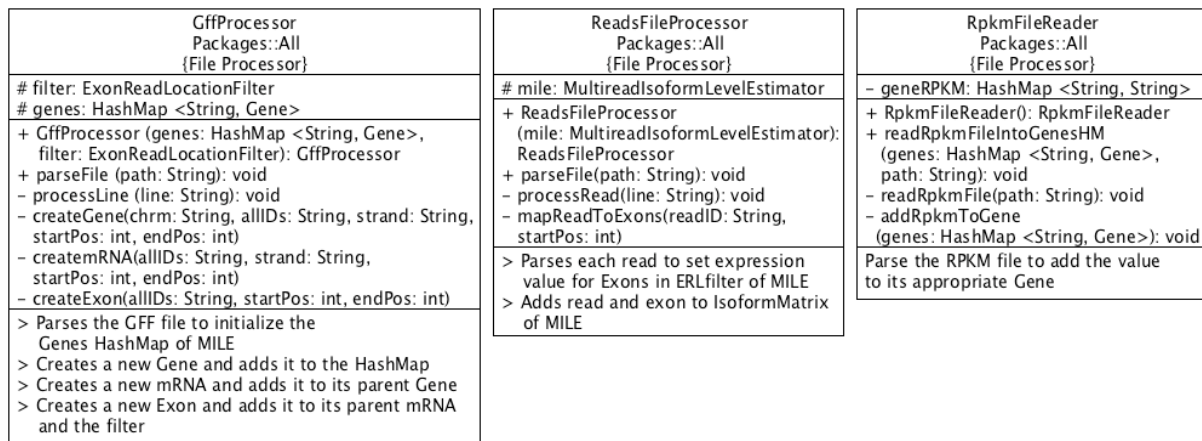 GffProcessor
Packages::All
{File Processor}
# filter: ExonReadLocationFilter
# genes: HashMap <String, Gene>
+ GffProcessor (genes: HashMap <String, Gene>,
filter: ExonReadLocationFilter): GffProcessor
+ parseFile (path: String): void
– processLine (line: String): void
– createGene(chrm: String, allIDs: String, strand: String,
startPos: int, endPos: int)
– createmRNA(allIDs: String, strand: String,
startPos: int, endPos: int)
– createExon(allIDs: String, startPos: int, endPos: int)
> Parses the GFF file to initialize the
Genes HashMap of MILE
> Creates a new Gene and adds it to the HashMap
> Creates a new mRNA and adds it to its parent Gene
> Creates a new Exon and adds it to its parent mRNA
and the filter
ReadsFileProcessor
Packages::All
{File Processor}
# mile: MultireadIsoformLevelEstimator
+ ReadsFileProcessor
(mile: MultireadIsoformLevelEstimator):
ReadsFileProcessor
+ parseFile(path: String): void
– processRead(line: String): void
– mapReadToExons(readID: String,
startPos: int)
> Parses each read to set expression
value for Exons in ERLfilter of MILE
> Adds read and exon to IsoformMatrix
of MILE
RpkmFileReader
Packages::All
{File Processor}
– geneRPKM: HashMap <String, String>
+ RpkmFileReader(): RpkmFileReader
+ readRpkmFileIntoGenesHM
(genes: HashMap <String, Gene>,
path: String): void
– readRpkmFile(path: String): void
– addRpkmToGene
(genes: HashMap <String, Gene>): void
Parse the RPKM file to add the value
to its appropriate Gene